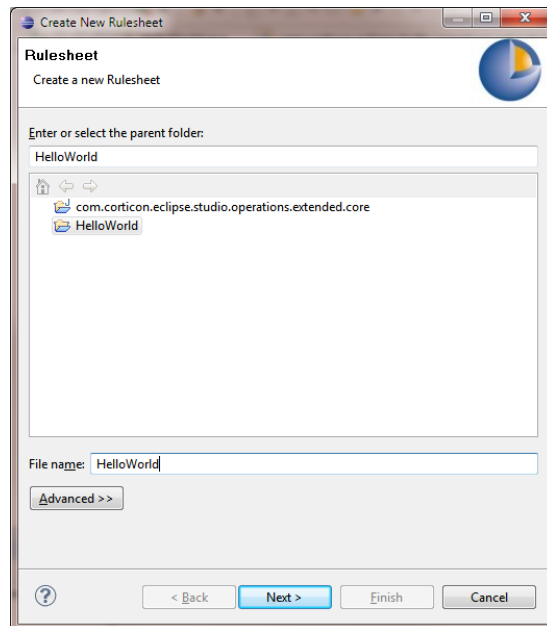 Create New Rulesheet
Rulesheet
Create a new Rulesheet
Enter or select the parent folder:
HelloWorld
com.corticon.eclipse.studio.operations.extended.core
HelloWorld
File name: HelloWorld
Advanced >>
? < Back Next > Finish Cancel